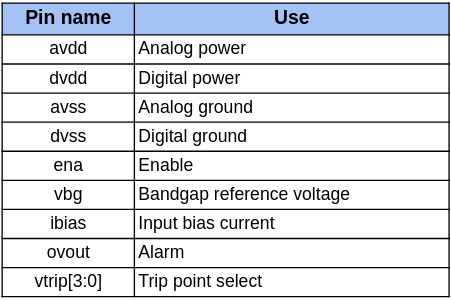 Pin name Use
avdd Analog power
dvdd Digital power
avss Analog ground
dvss Digital ground
ena Enable
vbg Bandgap reference voltage
ibias Input bias current
ovout Alarm
vtrip[3:0] Trip point select